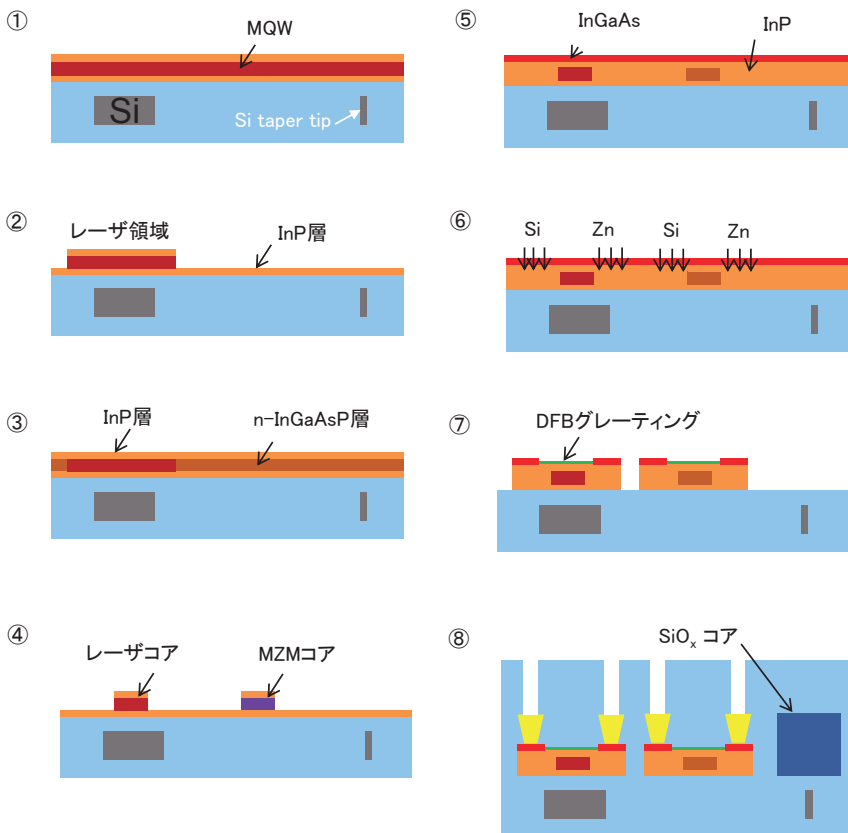 ①
MQW
Si
Si taper tip
②
レーザ領域
InP層
③
InP層
n-InGaAsP層
④
レーザコア
MZMコア
⑤
InGaAs
InP
⑥
Si
Zn
Si
Zn
⑦
DFBグレーティング
⑧
SiOₓ コア